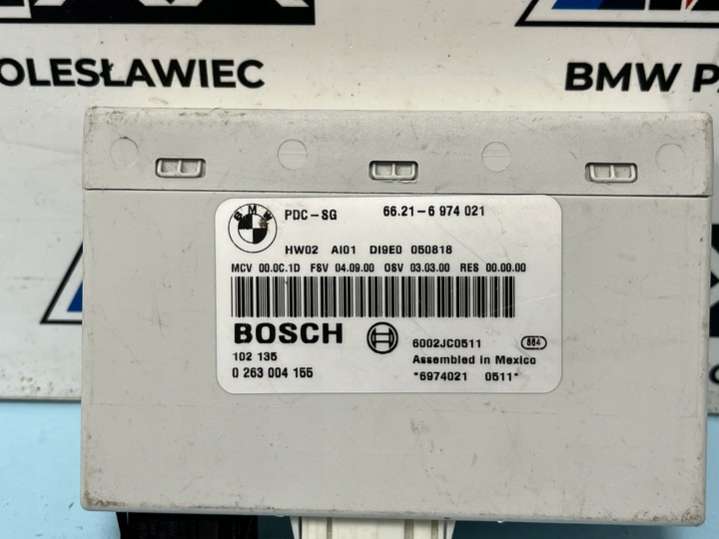 OLESŁAWIEC
BMW P
BMW
PDC-SG 66.21-6 974 021
HW02 AI01 DI9E0 050818
MCV 00.0C.1D FSV 04.09.00 OSV 03.03.00 RES 00.00.00
BOSCH 6002JC0511 884
102 135 Assembled in Mexico
0 263 004 155 *6974021 0511*